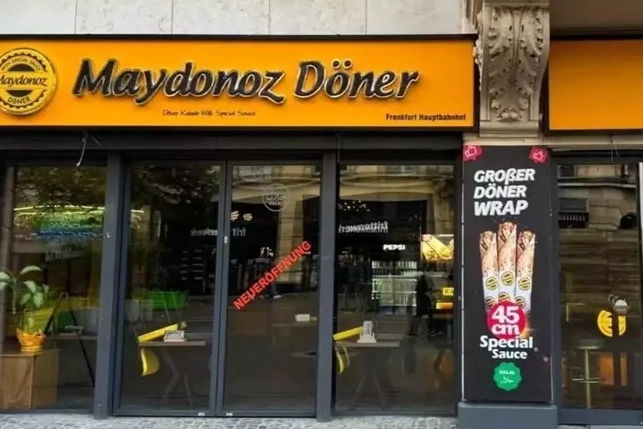 Maydonoz
DÖNER
Maydonoz Döner
Döner Kebab With Special Sauce
Frankfurt Hauptbahnhof
NEUERÖFFNUNG
PEPSI
GROẞER
DÖNER
WRAP
45
cm
Special
Sauce
HALAL